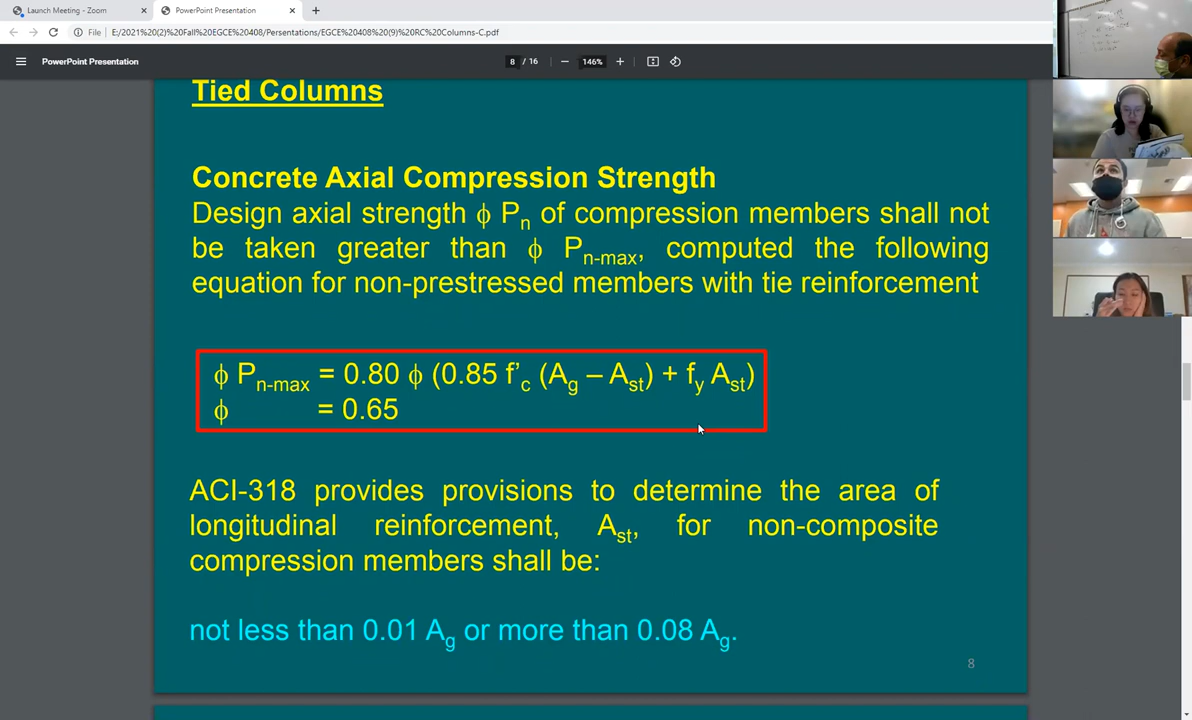 Launch Meeting - Zoom
PowerPoint Presentation
File
E:/2021%20(2)%20Fall%20EGCE%20408/Persentations/EGCE%20408%20(9)%20RC%20Columns-C.pdf
PowerPoint Presentation
8 / 16
146%
Tied Columns
Concrete Axial Compression Strength
Design axial strength ϕ Pn of compression members shall not
be taken greater than ϕ Pn-max, computed the following
equation for non-prestressed members with tie reinforcement
ϕ Pn-max = 0.80 ϕ (0.85 f'c (Ag – Ast) + fy Ast)
ϕ = 0.65
ACI-318 provides provisions to determine the area of
longitudinal reinforcement, Ast, for non-composite
compression members shall be:
not less than 0.01 Ag or more than 0.08 Ag.
8